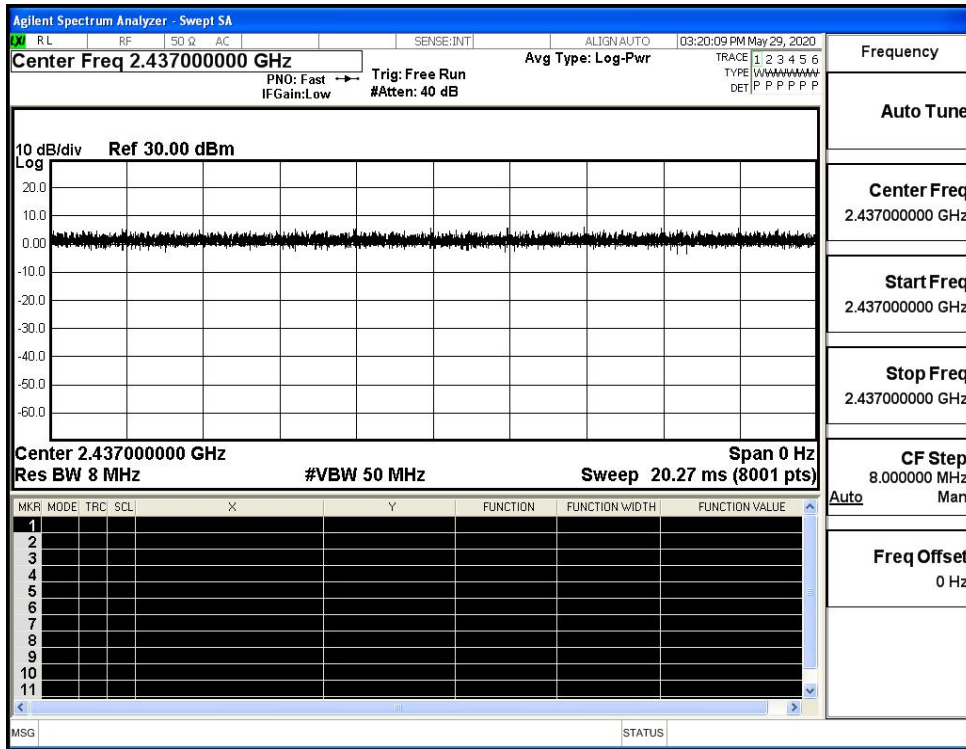 Agilent Spectrum Analyzer - Swept SA
LXI RL RF 50 Ω AC SENSE:INT ALIGN AUTO 03:20:09 PM May 29, 2020
Center Freq 2.437000000 GHz Avg Type: Log-Pwr TRACE 1 2 3 4 5 6
PNO: Fast Trig: Free Run TYPE WWWWWW
IFGain:Low #Atten: 40 dB DET P P P P P P
10 dB/div Ref 30.00 dBm
Log
20.0
10.0
0.00
-10.0
-20.0
-30.0
-40.0
-50.0
-60.0
Center 2.437000000 GHz Span 0 Hz
Res BW 8 MHz #VBW 50 MHz Sweep 20.27 ms (8001 pts)
MKR MODE TRC SCL X Y FUNCTION FUNCTION WIDTH FUNCTION VALUE
1
2
3
4
5
6
7
8
9
10
11
MSG STATUS
Frequency
Auto Tune
Center Freq
2.437000000 GHz
Start Freq
2.437000000 GHz
Stop Freq
2.437000000 GHz
CF Step
8.000000 MHz
Auto Man
Freq Offset
0 Hz